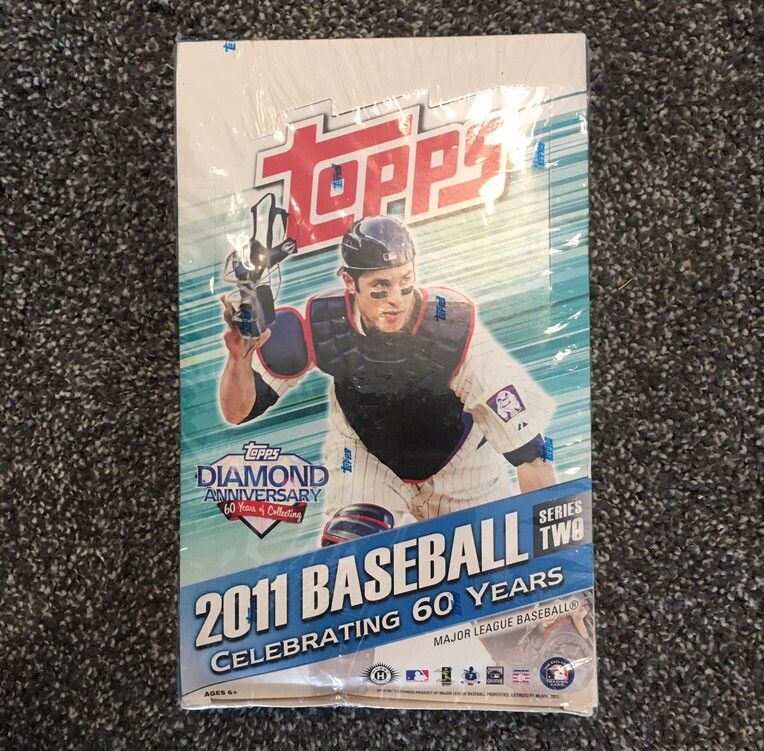 topps
topps
DIAMOND
ANNIVERSARY
60 Years of Collecting
2011 BASEBALL
SERIES
TWO
CELEBRATING 60 YEARS
MAJOR LEAGUE BASEBALL®
AGES 6+